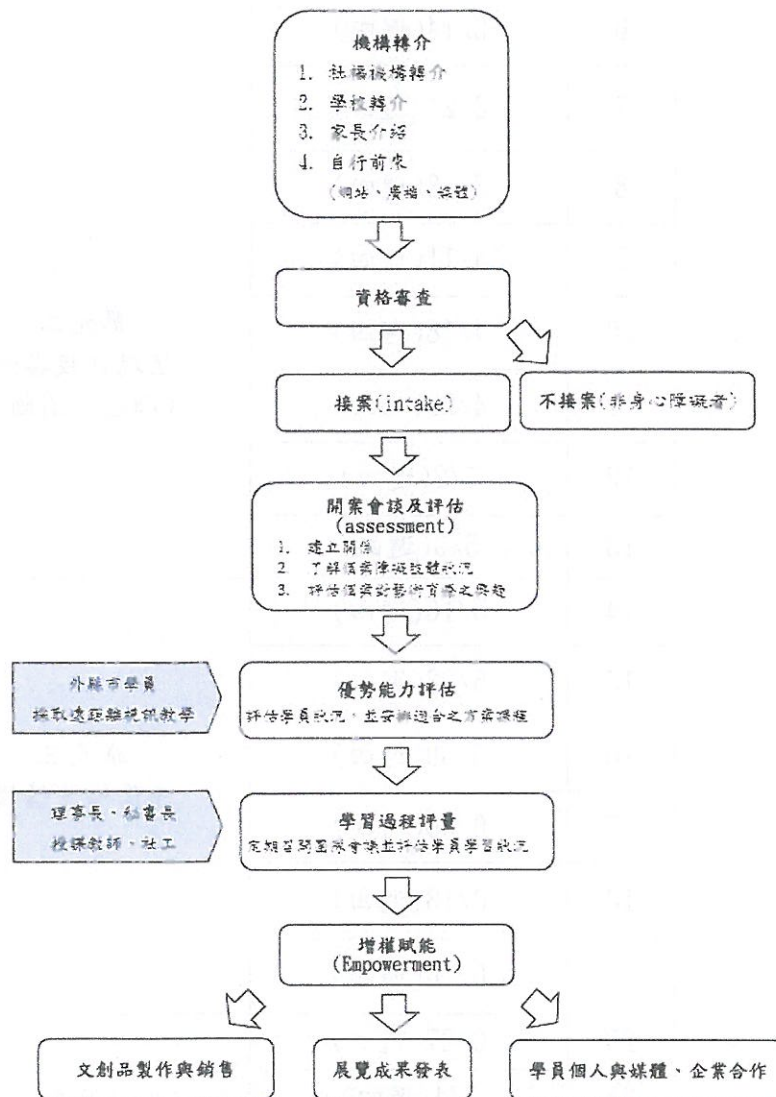 機構轉介
1. 社福機構轉介
2. 學校轉介
3. 家長介紹
4. 自行前來
(網站、廣播、媒體)
資格審查
接案(intake)
不接案(非身心障礙者)
開案會談及評估
(assessment)
1. 建立關係
2. 了解個案障礙肢體狀況
3. 評估個案對藝術育療之興趣
外縣市學員
採取遠距離視訊教學
優勢能力評估
評估學員狀況，並安排適合之方案課程
理事長、秘書長
授課教師、社工
學習過程評量
定期召開團隊會議並評估學員學習狀況
增權賦能
(Empowerment)
文創品製作與銷售
展覽成果發表
學員個人與媒體、企業合作